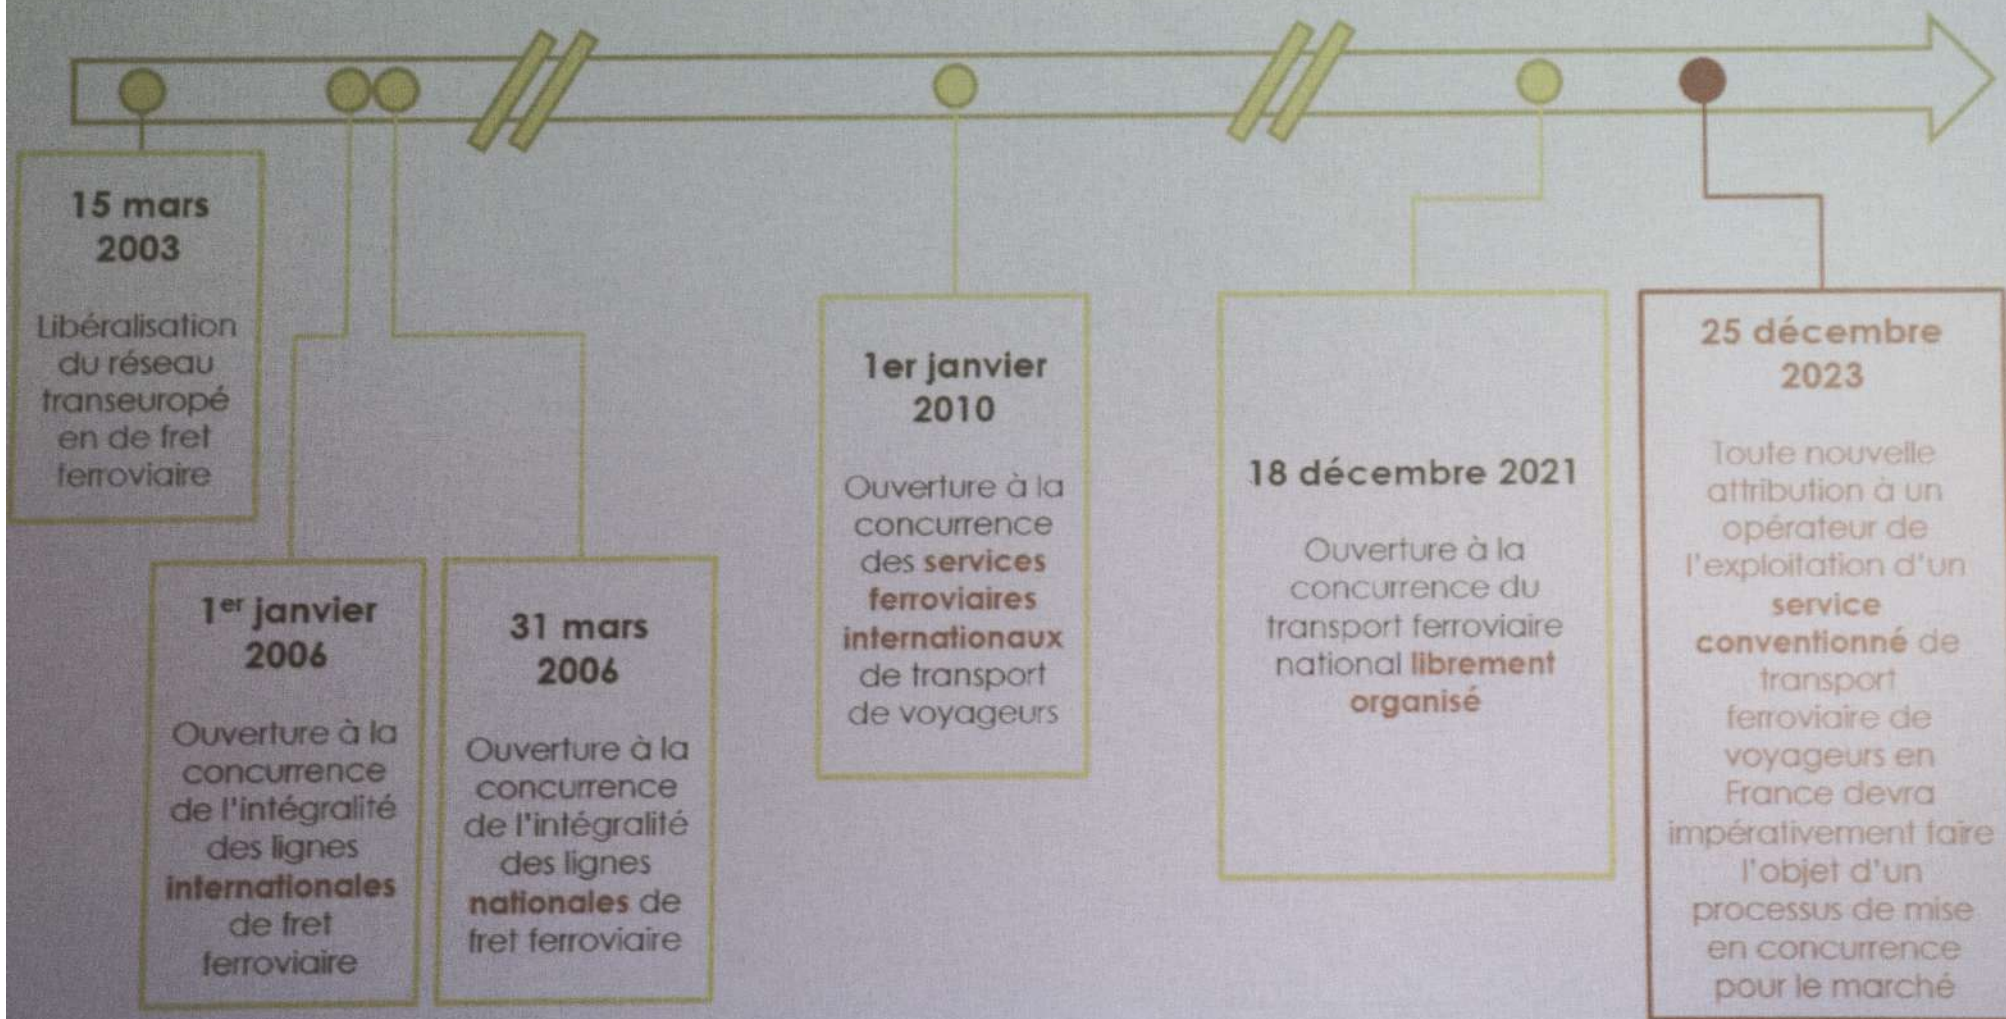 15 mars
2003
Libéralisation
du réseau
transeuropé
en de fret
ferroviaire
1er janvier
2006
Ouverture à la
concurrence
de l'intégralité
des lignes
internationales
de fret
ferroviaire
31 mars
2006
Ouverture à la
concurrence
de l'intégralité
des lignes
nationales de
fret ferroviaire
1er janvier
2010
Ouverture à la
concurrence
des services
ferroviaires
internationaux
de transport
de voyageurs
18 décembre 2021
Ouverture à la
concurrence du
transport ferroviaire
national librement
organisé
25 décembre
2023
Toute nouvelle
attribution à un
opérateur de
l'exploitation d'un
service
conventionné de
transport
ferroviaire de
voyageurs en
France devra
impérativement faire
l'objet d'un
processus de mise
en concurrence
pour le marché